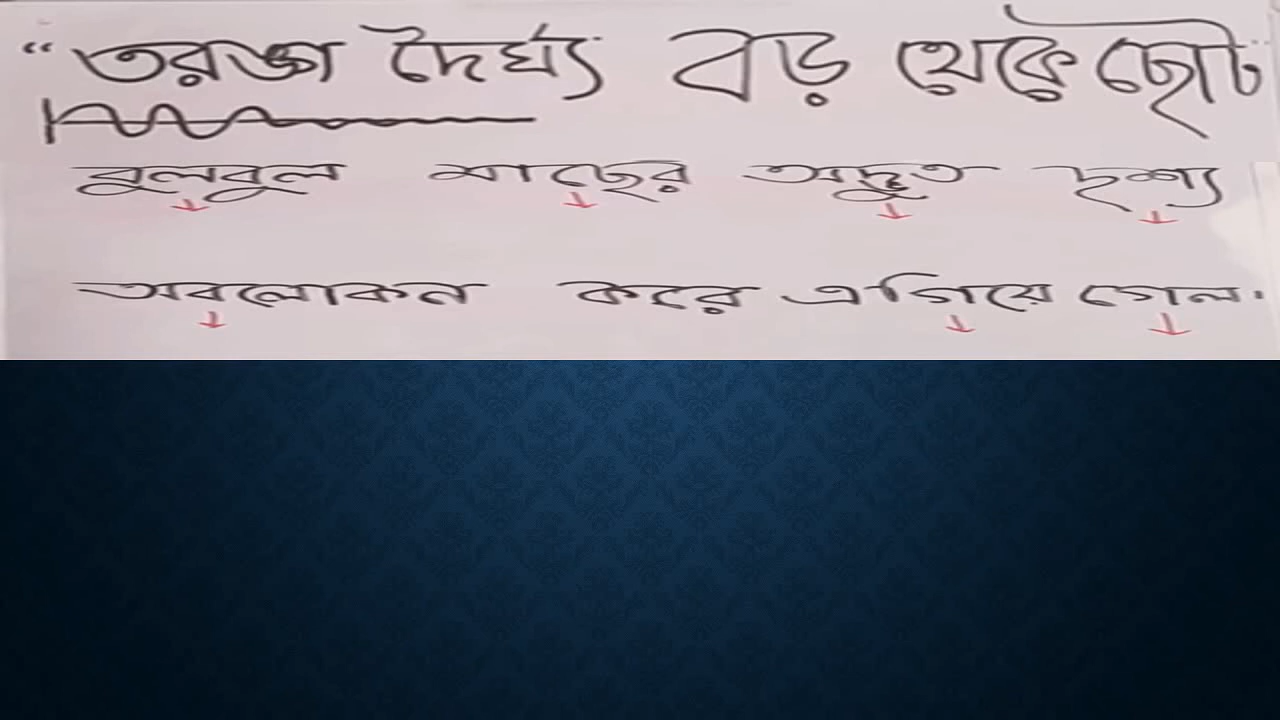 "তরঙ্গ দৈর্ঘ্য বড় থেকে ছোট"
বুলবুল মাছের অদ্ভুত দৃশ্য
অবলোকন করে এগিয়ে গেল.